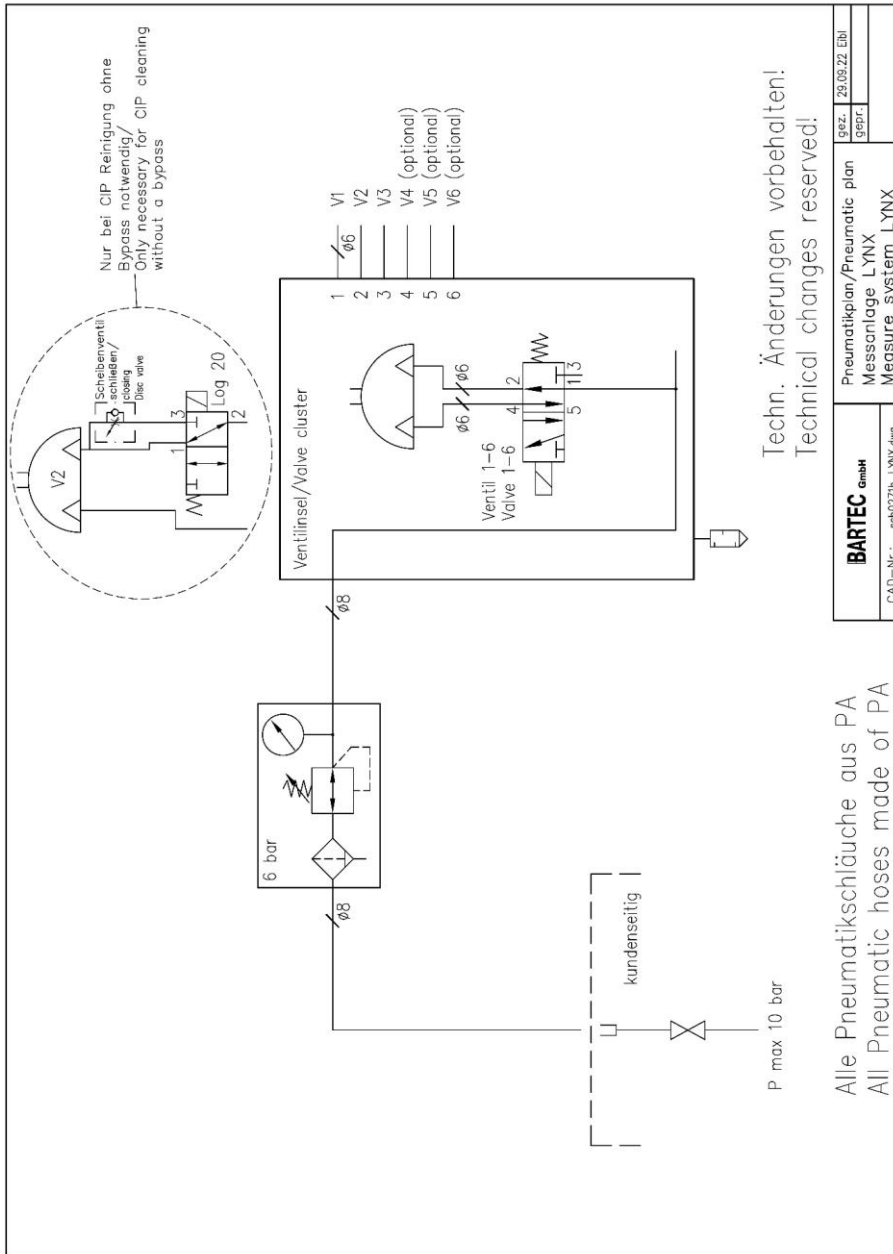 Nur bei CIP Reinigung ohne
Bypass notwendig/
Only necessary for CIP cleaning
without a bypass
Scheibenventil
schließen/
closing
Disc valve
V2
1
3
2
Log 20
Ventilinsel/Valve cluster
1 V1
ø6
2 V2
3 V3
4 V4 (optional)
5 V5 (optional)
6 V6 (optional)
Ventil 1-6
Valve 1-6
ø6
ø6
4
2
5
1
3
ø8
6 bar
ø8
kundenseitig
P max 10 bar
Alle Pneumatikschläuche aus PA
All Pneumatic hoses made of PA
Techn. Änderungen vorbehalten!
Technical changes reserved!
BARTEC GmbH
CAD-Nr.:
Pneumatikplan/Pneumatic plan
Messanlage LYNX
Measure system LYNX
gez. 29.09.22 Eibl
gepr.